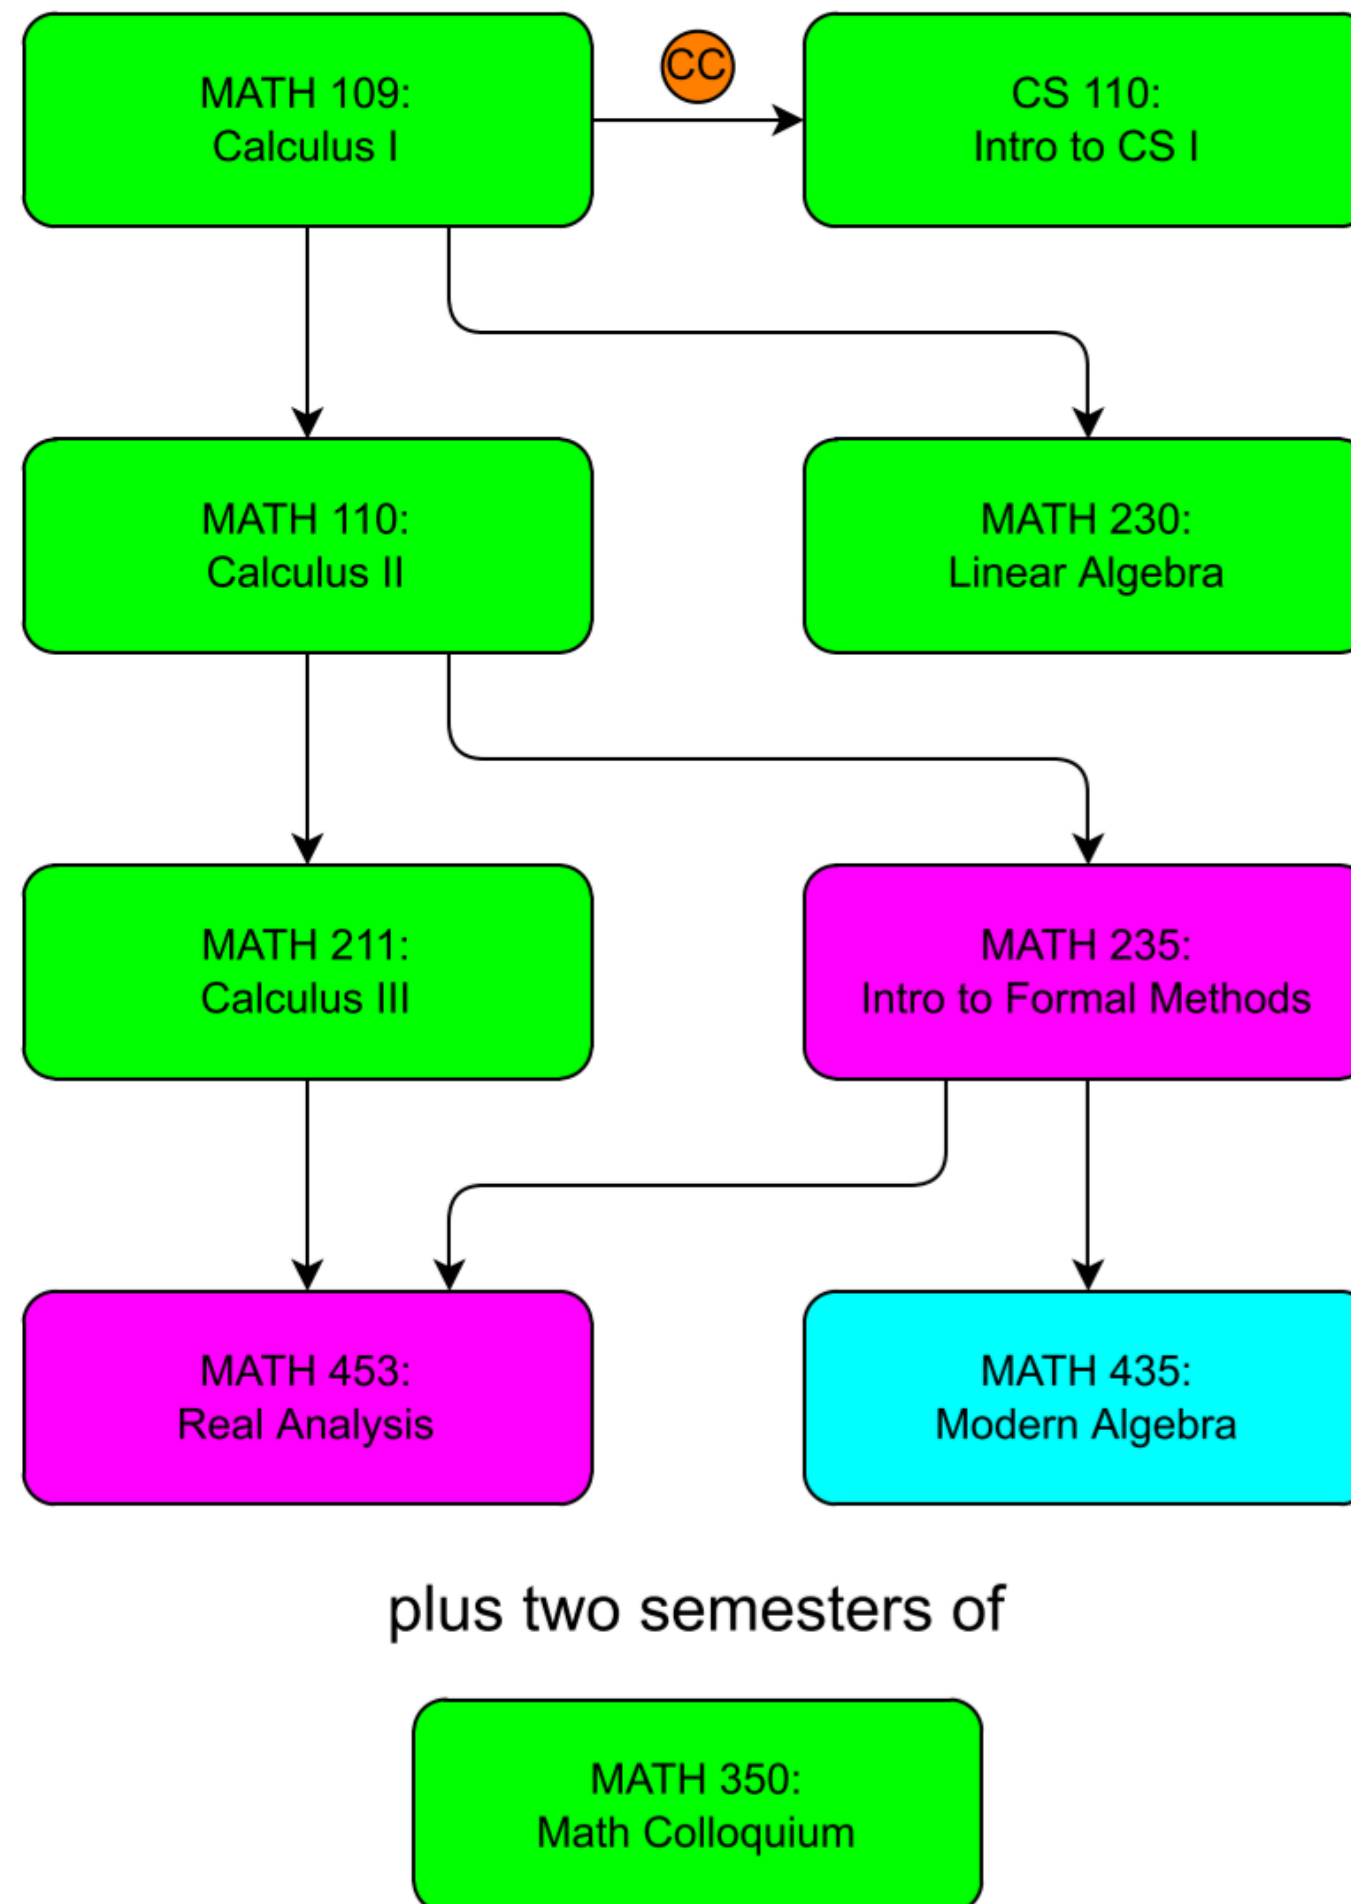 MATH 109:
Calculus I
CC
CS 110:
Intro to CS I
MATH 110:
Calculus II
MATH 230:
Linear Algebra
MATH 211:
Calculus III
MATH 235:
Intro to Formal Methods
MATH 453:
Real Analysis
MATH 435:
Modern Algebra
plus two semesters of
MATH 350:
Math Colloquium